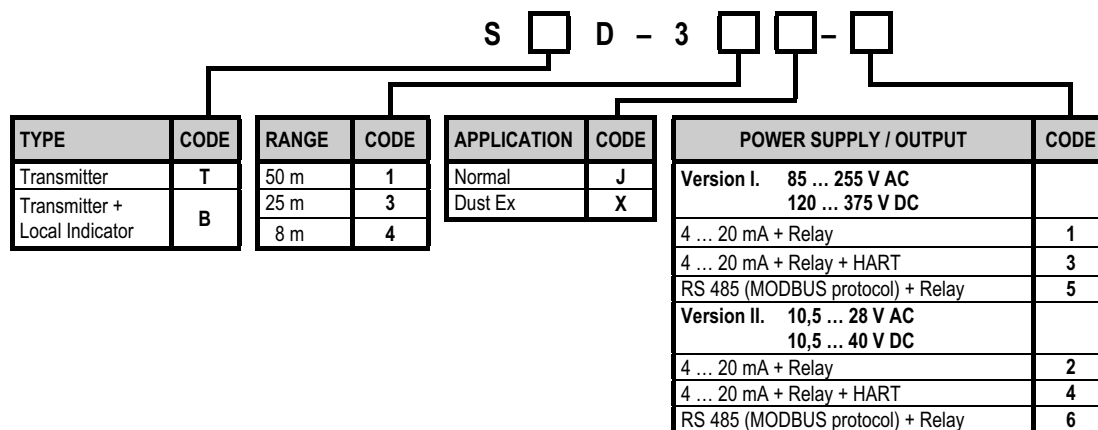 S D – 3 –
TYPE CODE
Transmitter T
Transmitter +
Local Indicator B
RANGE CODE
50 m 1
25 m 3
8 m 4
APPLICATION CODE
Normal J
Dust Ex X
POWER SUPPLY / OUTPUT CODE
Version I. 85 … 255 V AC
120 … 375 V DC
4 … 20 mA + Relay 1
4 … 20 mA + Relay + HART 3
RS 485 (MODBUS protocol) + Relay 5
Version II. 10,5 … 28 V AC
10,5 … 40 V DC
4 … 20 mA + Relay 2
4 … 20 mA + Relay + HART 4
RS 485 (MODBUS protocol) + Relay 6